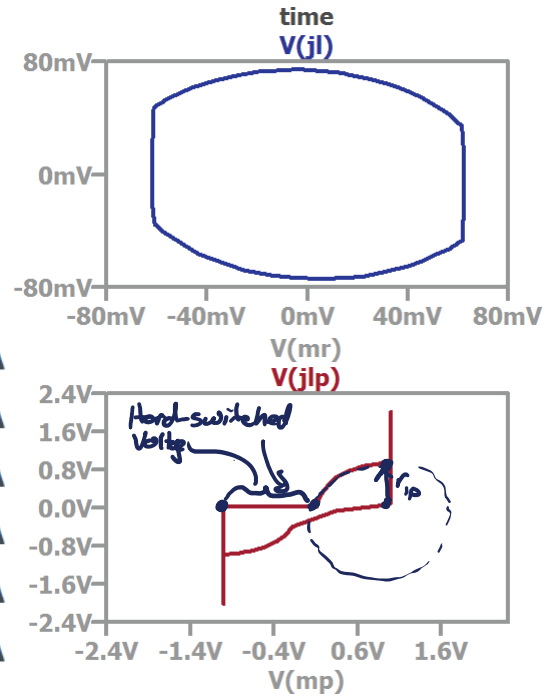 time
V(jl)
80mV
0mV
-80mV
-80mV -40mV 0mV 40mV 80mV
V(mr)
V(jlp)
2.4V
1.6V
0.8V
0.0V
-0.8V
-1.6V
-2.4V
Hard-switched
Voltg
rip
-2.4V -1.4V -0.4V 0.6V 1.6V
V(mp)